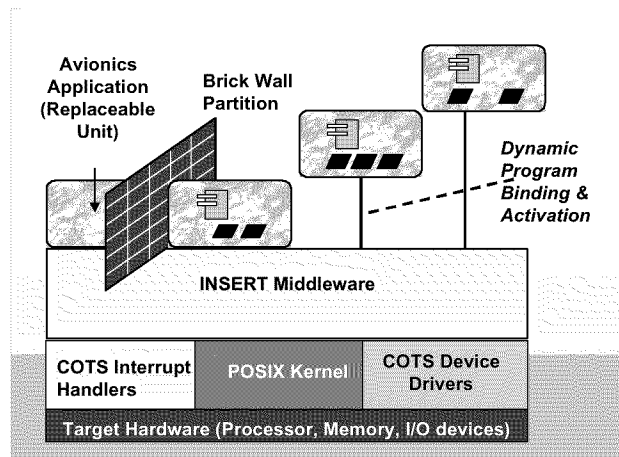 Avionics
Application
(Replaceable
Unit)
Brick Wall
Partition
Dynamic
Program
Binding &
Activation
INSERT Middleware
COTS Interrupt
Handlers
POSIX Kernel
COTS Device
Drivers
Target Hardware (Processor, Memory, I/O devices)